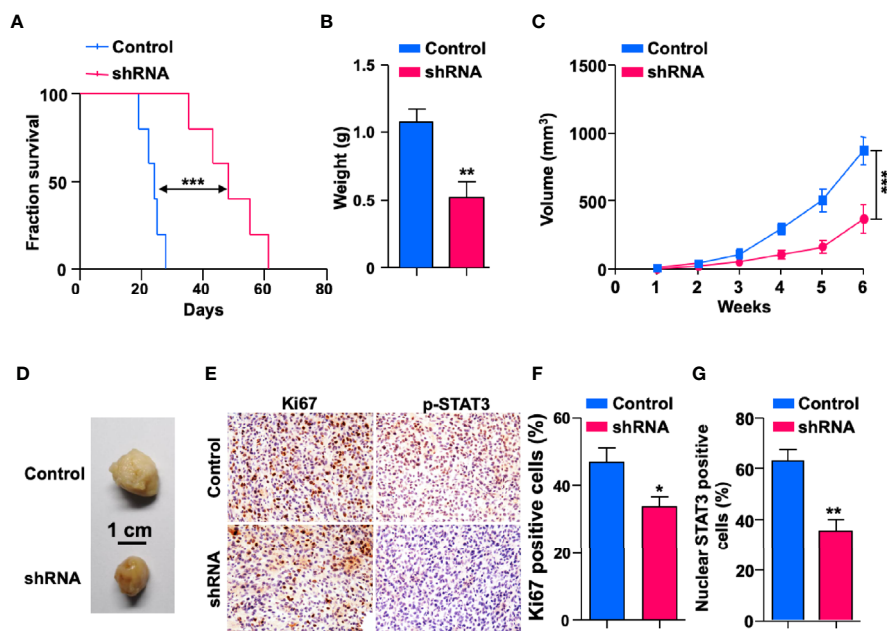 A
Control
shRNA
Fraction survival
100
50
0
0 20 40 60 80
***
Days
B
Control
shRNA
Weight (g)
1.5
1.0
0.5
0
**
C
Control
shRNA
Volume (mm³)
1500
1000
500
0
0 1 2 3 4 5 6
***
Weeks
D
Control
1 cm
shRNA
E
Ki67 p-STAT3
Control
shRNA
F
Control
shRNA
Ki67 positive cells (%)
60
40
20
0
*
G
Control
shRNA
Nuclear STAT3 positive
cells (%)
80
60
40
20
0
**